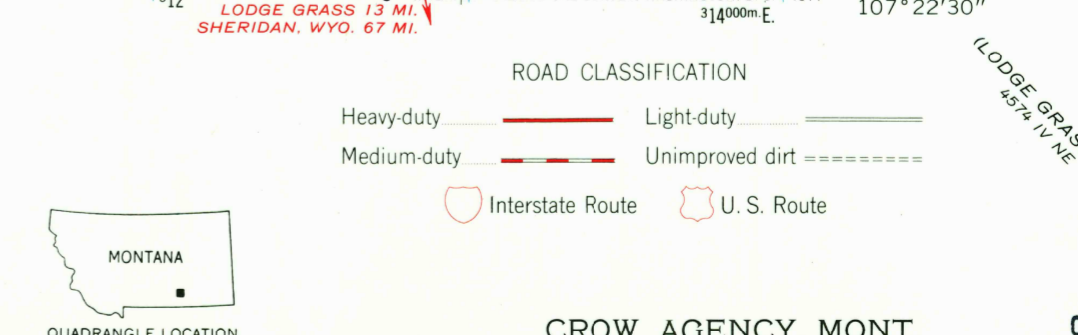 LODGE GRASS 13 MI.
SHERIDAN, WYO. 67 MI.
314000m.E.
107°22'30"
(LODGE GRAS
4574 IV NE
ROAD CLASSIFICATION
Heavy-duty Light-duty
Medium-duty Unimproved dirt
Interstate Route U. S. Route
MONTANA
QUADRANGLE LOCATION
CROW AGENCY, MONT.